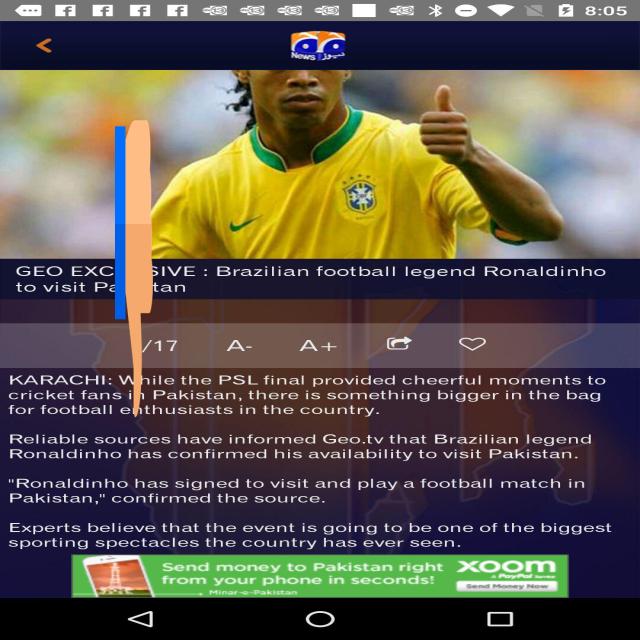 8:05
News جیو نیوز
GEO EXC SIVE : Brazilian football legend Ronaldinho
to visit Pa tan
/17 A- A+
KARACHI: While the PSL final provided cheerful moments to
cricket fans in Pakistan, there is something bigger in the bag
for football enthusiasts in the country.
Reliable sources have informed Geo.tv that Brazilian legend
Ronaldinho has confirmed his availability to visit Pakistan.
"Ronaldinho has signed to visit and play a football match in
Pakistan," confirmed the source.
Experts believe that the event is going to be one of the biggest
sporting spectacles the country has ever seen.
Send money to Pakistan right
from your phone in seconds!
Minar-e-Pakistan
xoom
A PayPal Service
Send Money Now